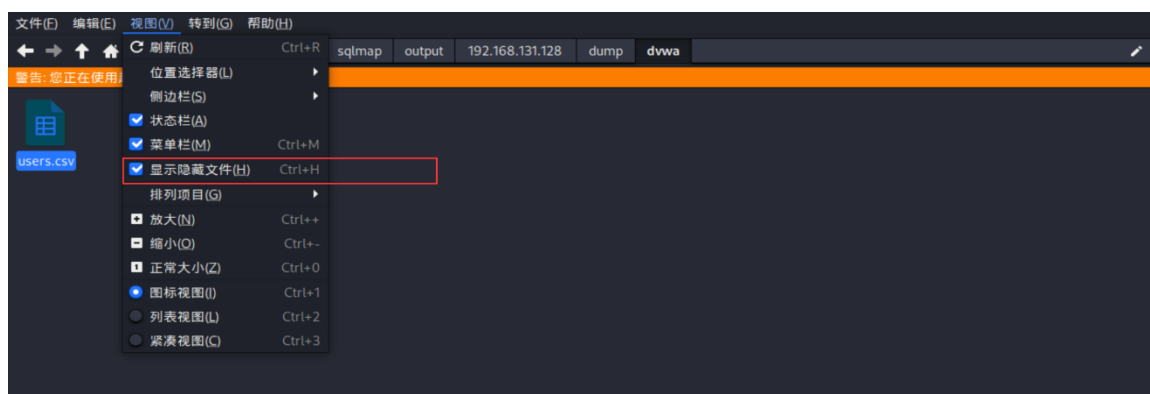 文件(F) 编辑(E) 视图(V) 转到(G) 帮助(H)
sqlmap output 192.168.131.128 dump dvwa
警告: 您正在使用
users.csv
刷新(R) Ctrl+R
位置选择器(L)
侧边栏(S)
状态栏(A)
菜单栏(M) Ctrl+M
显示隐藏文件(H) Ctrl+H
排列项目(G)
放大(N) Ctrl++
缩小(O) Ctrl+-
正常大小(Z) Ctrl+0
图标视图(I) Ctrl+1
列表视图(L) Ctrl+2
紧凑视图(C) Ctrl+3